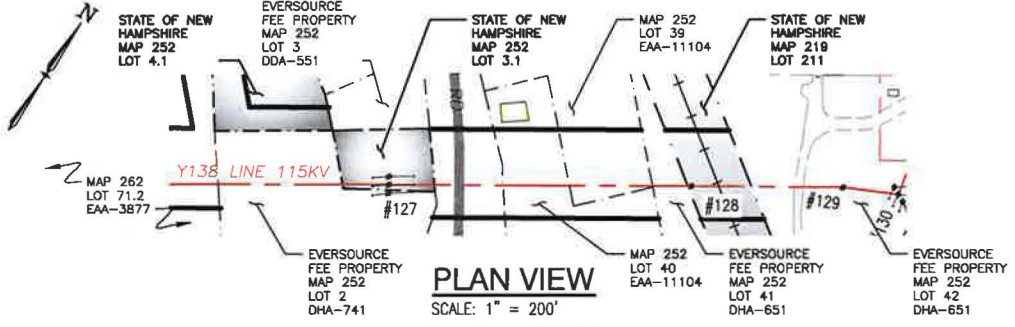 N
STATE OF NEW
HAMPSHIRE
MAP 252
LOT 4.1
EVERSOURCE
FEE PROPERTY
MAP 252
LOT 3
DDA-551
STATE OF NEW
HAMPSHIRE
MAP 252
LOT 3.1
MAP 252
LOT 39
EAA-11104
STATE OF NEW
HAMPSHIRE
MAP 219
LOT 211
RD
Y138 LINE 115KV
MAP 262
LOT 71.2
EAA-3877
#127
#128
#129
EVERSOURCE
FEE PROPERTY
MAP 252
LOT 2
DHA-741
MAP 252
LOT 40
EAA-11104
EVERSOURCE
FEE PROPERTY
MAP 252
LOT 41
DHA-651
EVERSOURCE
FEE PROPERTY
MAP 252
LOT 42
DHA-651
PLAN VIEW
SCALE: 1" = 200'